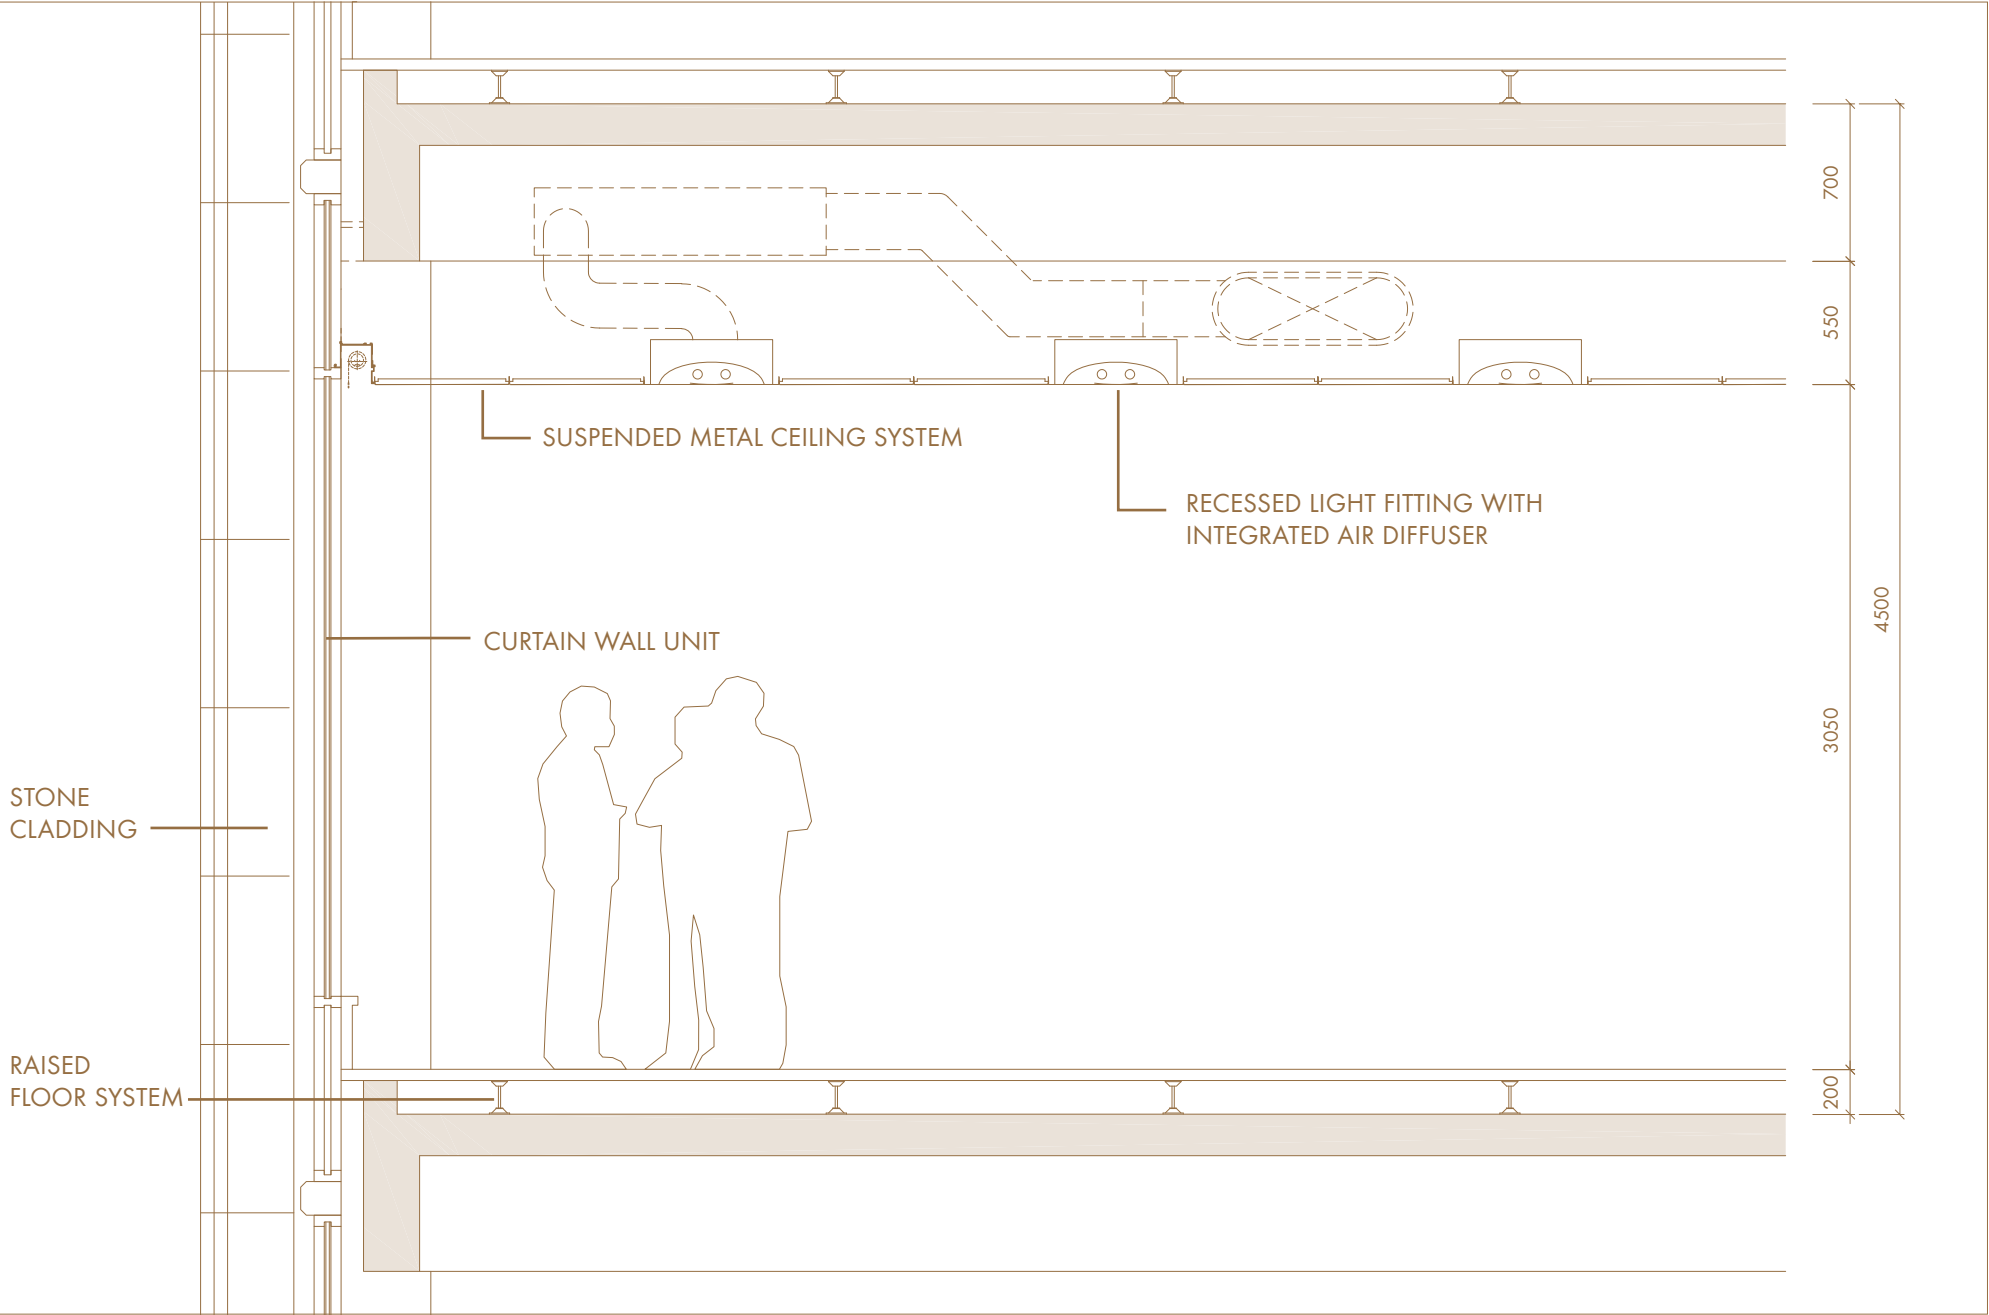 700
550
SUSPENDED METAL CEILING SYSTEM
RECESSED LIGHT FITTING WITH
INTEGRATED AIR DIFFUSER
4500
CURTAIN WALL UNIT
3050
STONE
CLADDING
RAISED
FLOOR SYSTEM
200